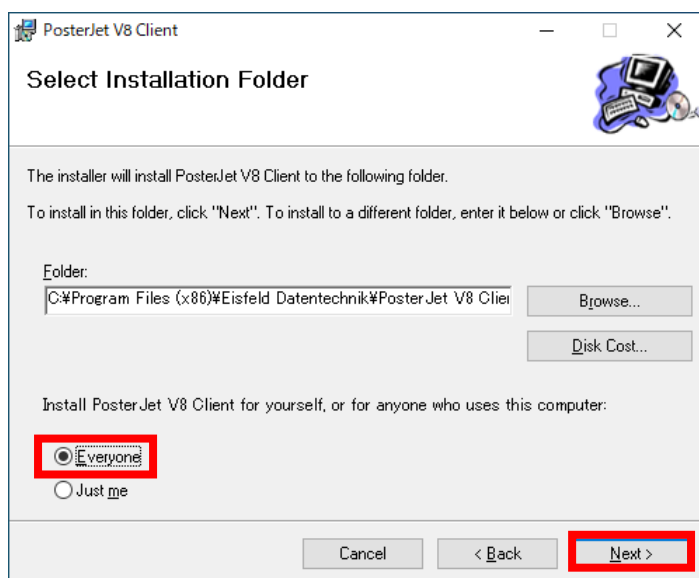 PosterJet V8 Client
Select Installation Folder
The installer will install PosterJet V8 Client to the following folder.
To install in this folder, click "Next". To install to a different folder, enter it below or click "Browse".
Folder:
C:¥Program Files (x86)¥Eisfeld Datentechnik¥PosterJet V8 Clie
Browse...
Disk Cost...
Install PosterJet V8 Client for yourself, or for anyone who uses this computer:
Everyone
Just me
Cancel
< Back
Next >